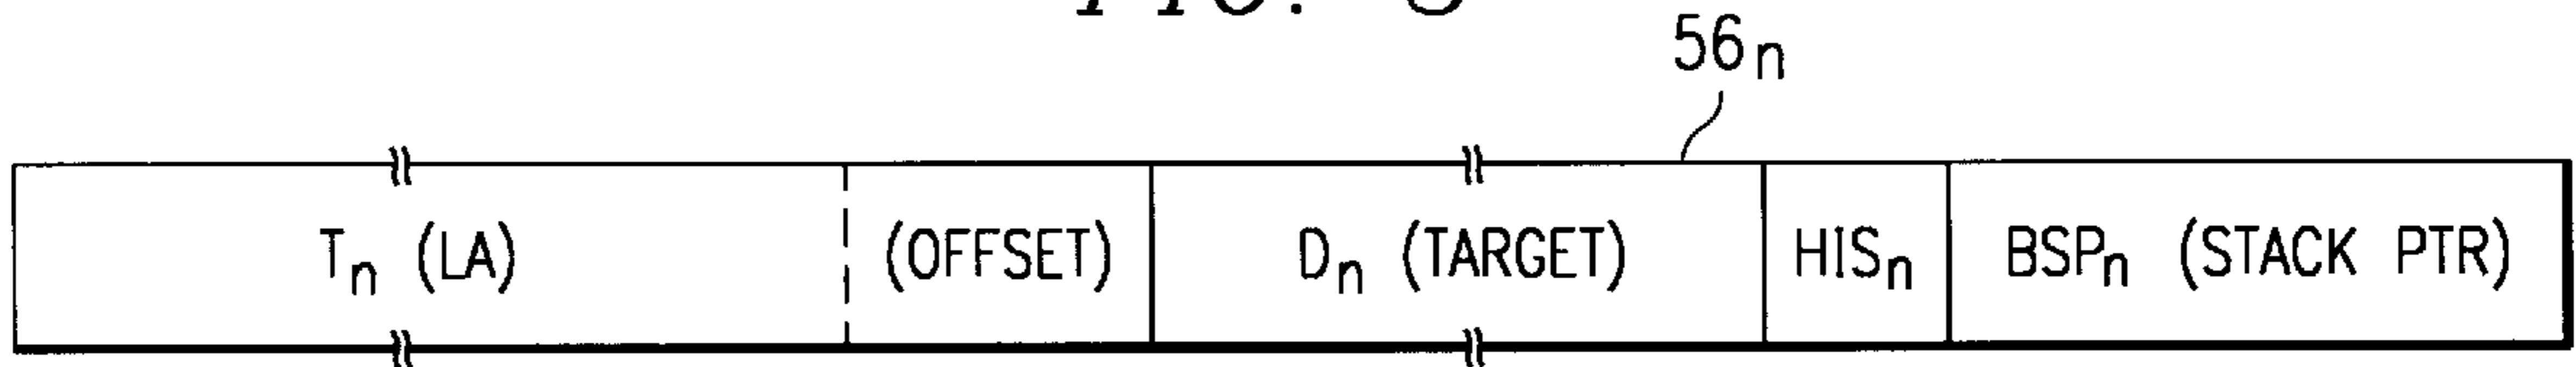 56n
Tn (LA) (OFFSET) Dn (TARGET) HISn BSPn (STACK PTR)